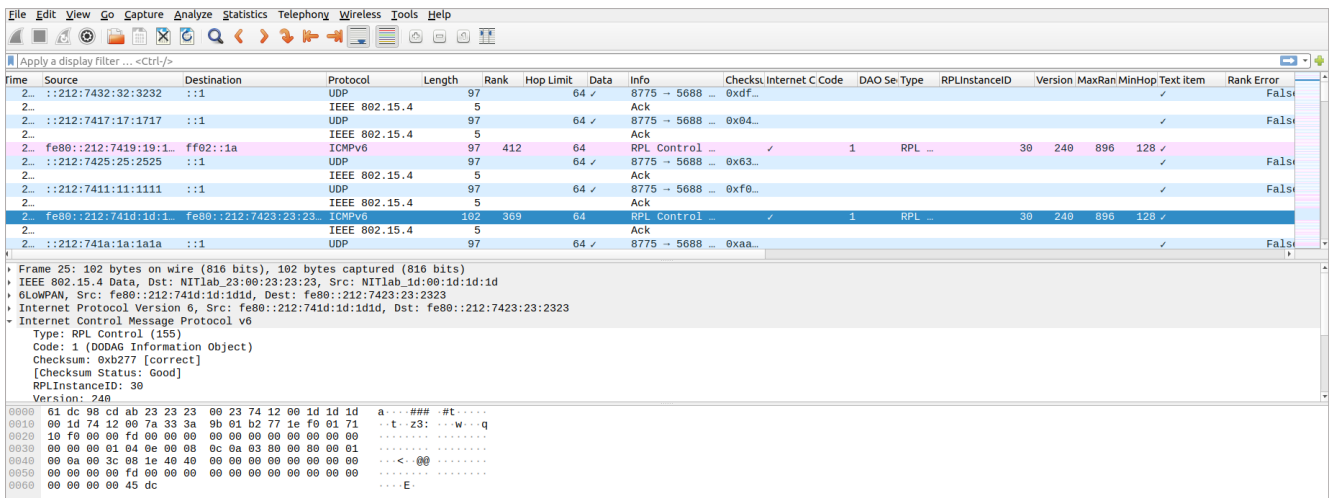 File Edit View Go Capture Analyze Statistics Telephony Wireless Tools Help
Apply a display filter … <Ctrl-/>
Time Source Destination Protocol Length Rank Hop Limit Data Info Checksu Internet C Code DAO Se Type RPLInstanceID Version MaxRan MinHop Text item Rank Error
2… ::212:7432:32:3232 ::1 UDP 97 64 ✓ 8775 → 5688 … 0xdf… ✓ False
2… IEEE 802.15.4 5 Ack
2… ::212:7417:17:1717 ::1 UDP 97 64 ✓ 8775 → 5688 … 0x04… ✓ False
2… IEEE 802.15.4 5 Ack
2… fe80::212:7419:19:1… ff02::1a ICMPv6 97 412 64 RPL Control … ✓ 1 RPL … 30 240 896 128 ✓
2… ::212:7425:25:2525 ::1 UDP 97 64 ✓ 8775 → 5688 … 0x63… ✓ False
2… IEEE 802.15.4 5 Ack
2… ::212:7411:11:1111 ::1 UDP 97 64 ✓ 8775 → 5688 … 0xf0… ✓ False
2… IEEE 802.15.4 5 Ack
2… fe80::212:741d:1d:1… fe80::212:7423:23:23… ICMPv6 102 369 64 RPL Control … ✓ 1 RPL … 30 240 896 128 ✓
2… IEEE 802.15.4 5 Ack
2… ::212:741a:1a:1a1a ::1 UDP 97 64 ✓ 8775 → 5688 … 0xaa… ✓ False
Frame 25: 102 bytes on wire (816 bits), 102 bytes captured (816 bits)
IEEE 802.15.4 Data, Dst: NITlab_23:00:23:23:23, Src: NITlab_1d:00:1d:1d:1d
6LoWPAN, Src: fe80::212:741d:1d:1d1d, Dest: fe80::212:7423:23:2323
Internet Protocol Version 6, Src: fe80::212:741d:1d:1d1d, Dst: fe80::212:7423:23:2323
Internet Control Message Protocol v6
Type: RPL Control (155)
Code: 1 (DODAG Information Object)
Checksum: 0xb277 [correct]
[Checksum Status: Good]
RPLInstanceID: 30
Version: 240
0000 61 dc 98 cd ab 23 23 23 00 23 74 12 00 1d 1d 1d a····### ·#t·····
0010 00 1d 74 12 00 7a 33 3a 9b 01 b2 77 1e f0 01 71 ··t··z3: ···w···q
0020 10 f0 00 00 fd 00 00 00 00 00 00 00 00 00 00 00 ········ ········
0030 00 00 00 01 04 0e 00 08 0c 0a 03 80 00 80 00 01 ········ ········
0040 00 0a 00 3c 08 1e 40 40 00 00 00 00 00 00 00 00 ···<··@@ ········
0050 00 00 00 00 fd 00 00 00 00 00 00 00 00 00 00 00 ········ ········
0060 00 00 00 00 45 dc ····E·